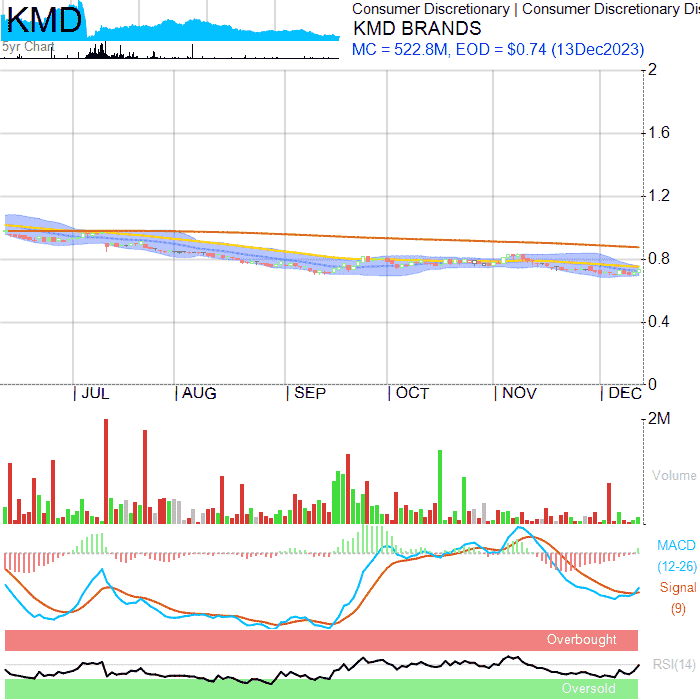 KMD
5yr Chart
Consumer Discretionary | Consumer Discretionary Dis
KMD BRANDS
MC = 522.8M, EOD = $0.74 (13Dec2023)
2
1.6
1.2
0.8
0.4
0
| JUL | AUG | SEP | OCT | NOV | DEC
2M
Volume
MACD
(12-26)
Signal
(9)
Overbought
RSI(14)
Oversold